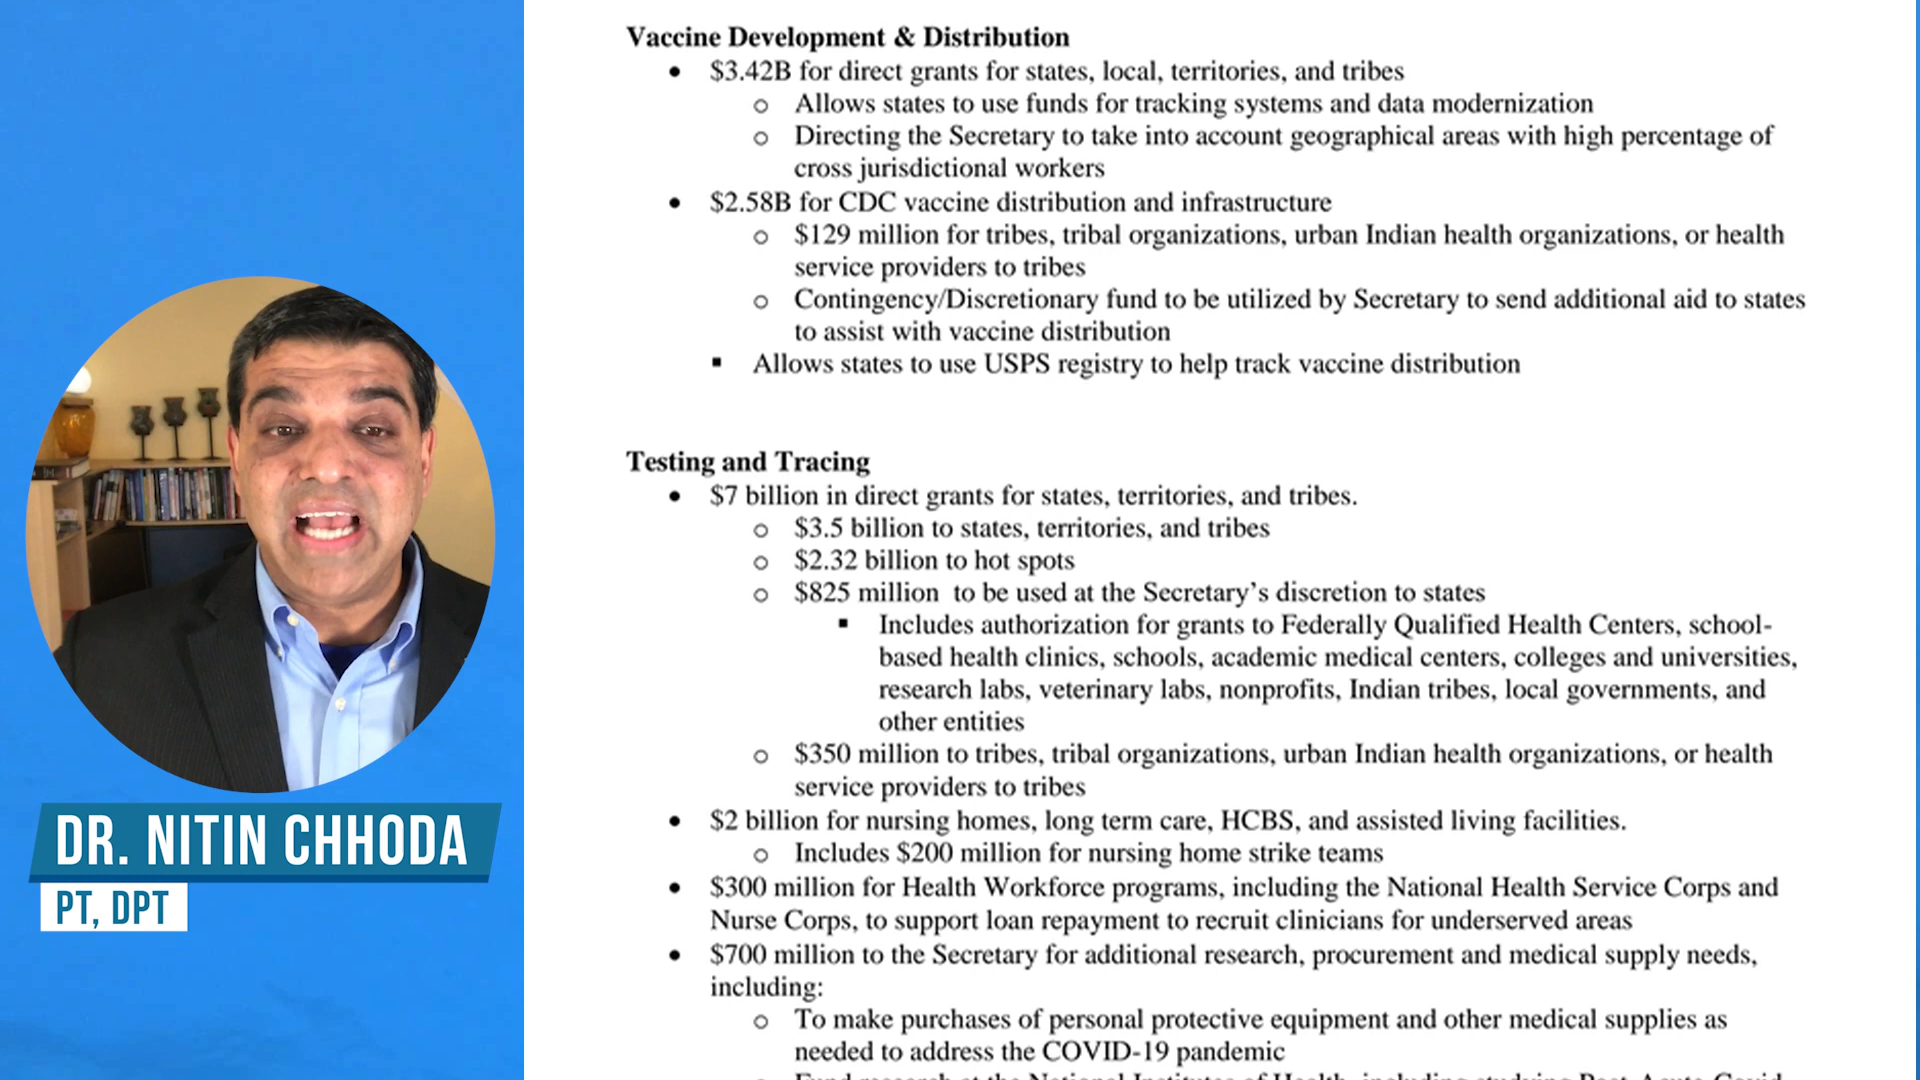 Vaccine Development & Distribution
• $3.42B for direct grants for states, local, territories, and tribes
o Allows states to use funds for tracking systems and data modernization
o Directing the Secretary to take into account geographical areas with high percentage of
cross jurisdictional workers
• $2.58B for CDC vaccine distribution and infrastructure
o $129 million for tribes, tribal organizations, urban Indian health organizations, or health
service providers to tribes
o Contingency/Discretionary fund to be utilized by Secretary to send additional aid to states
to assist with vaccine distribution
▪ Allows states to use USPS registry to help track vaccine distribution
Testing and Tracing
• $7 billion in direct grants for states, territories, and tribes.
o $3.5 billion to states, territories, and tribes
o $2.32 billion to hot spots
o $825 million  to be used at the Secretary's discretion to states
▪ Includes authorization for grants to Federally Qualified Health Centers, school-
based health clinics, schools, academic medical centers, colleges and universities,
research labs, veterinary labs, nonprofits, Indian tribes, local governments, and
other entities
o $350 million to tribes, tribal organizations, urban Indian health organizations, or health
service providers to tribes
• $2 billion for nursing homes, long term care, HCBS, and assisted living facilities.
o Includes $200 million for nursing home strike teams
• $300 million for Health Workforce programs, including the National Health Service Corps and
Nurse Corps, to support loan repayment to recruit clinicians for underserved areas
• $700 million to the Secretary for additional research, procurement and medical supply needs,
including:
o To make purchases of personal protective equipment and other medical supplies as
needed to address the COVID-19 pandemic
DR. NITIN CHHODA
PT, DPT